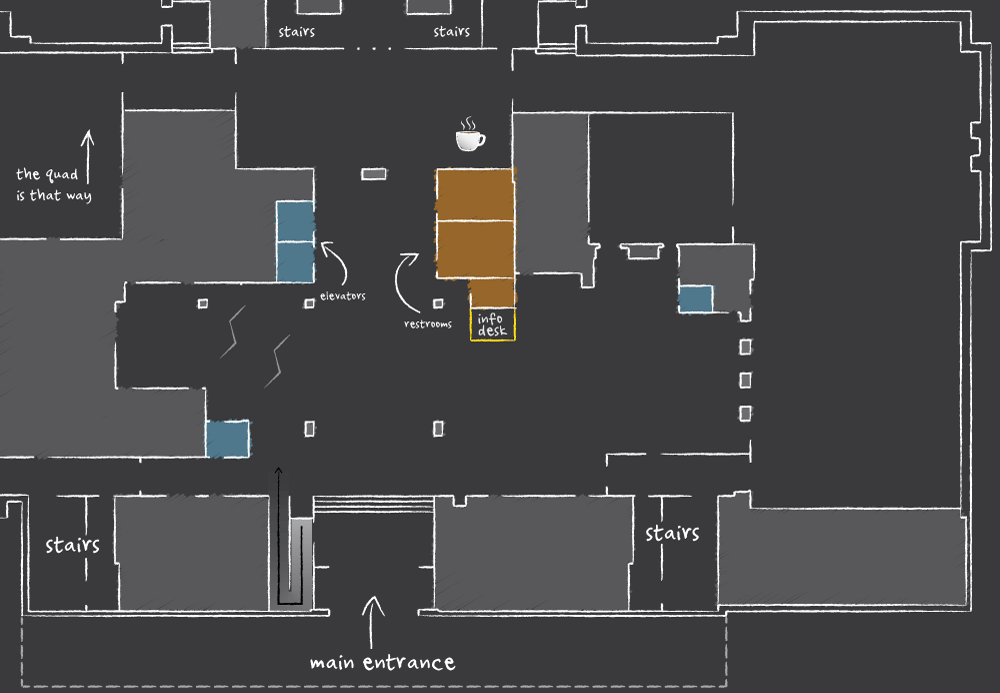 stairs
stairs
the quad
is that way
elevators
restrooms
info
desk
stairs
stairs
main entrance